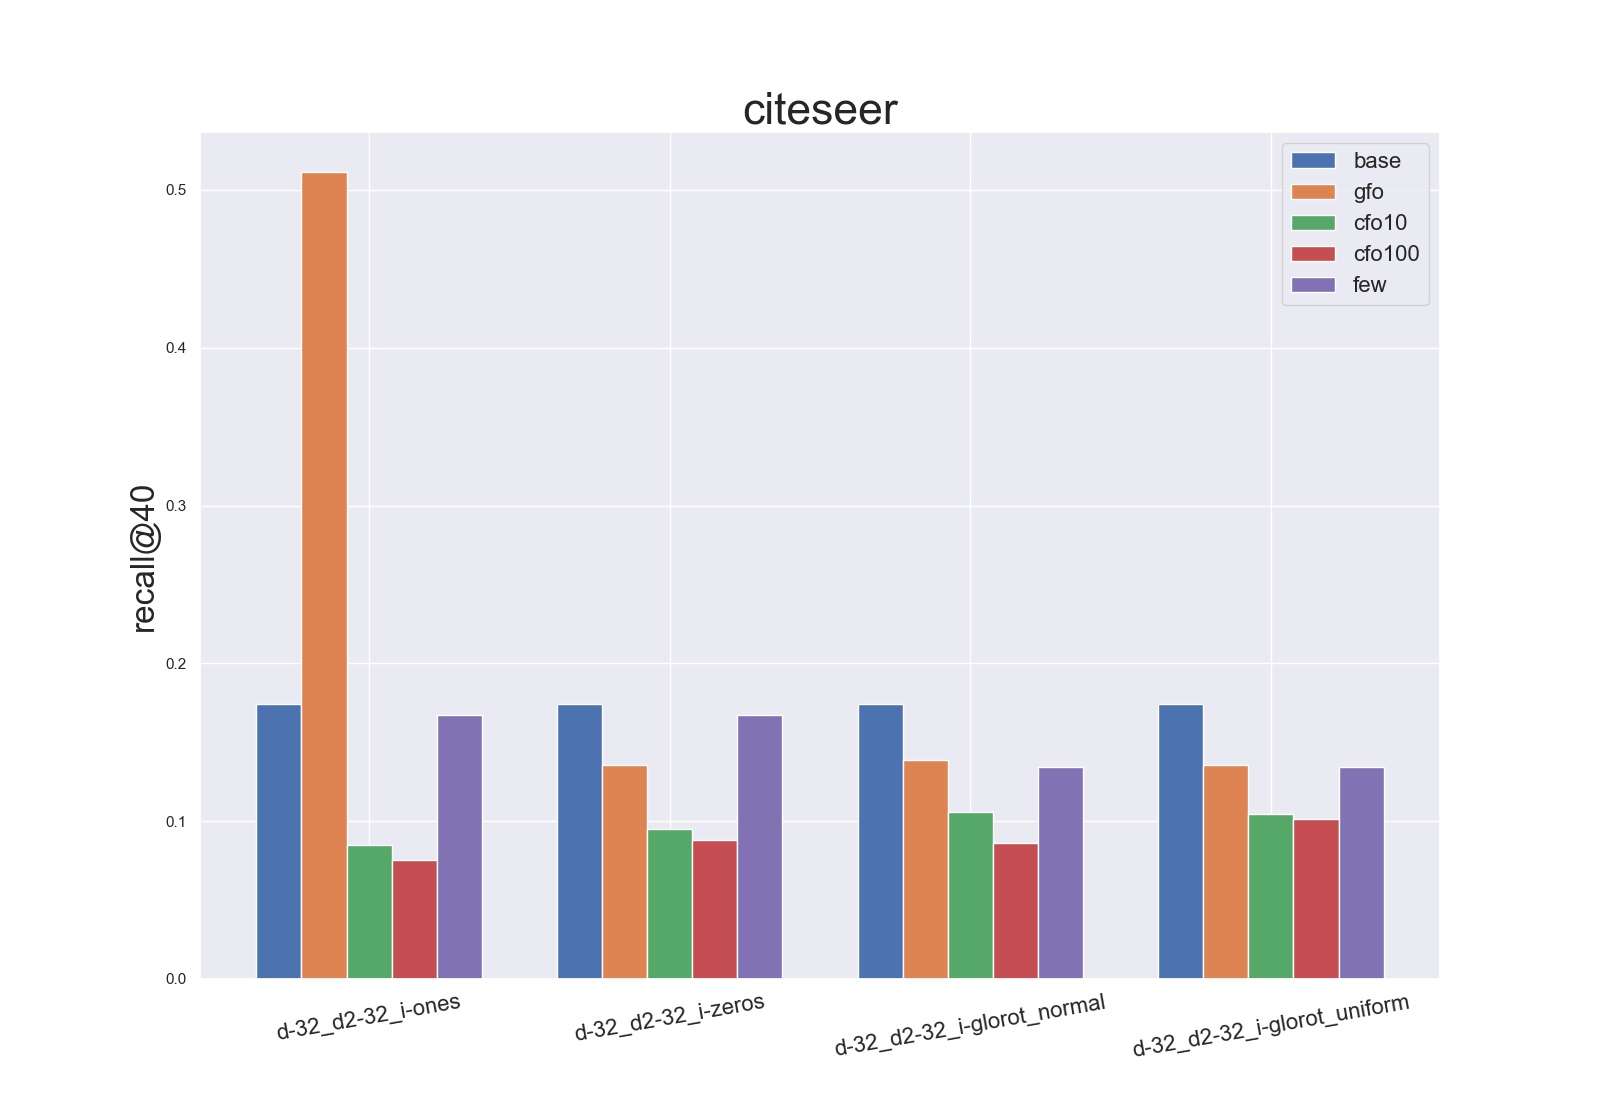 citeseer
base
gfo
cfo10
cfo100
few
recall@40
0.5
0.4
0.3
0.2
0.1
0.0
d-32_d2-32_i-ones
d-32_d2-32_i-zeros
d-32_d2-32_i-glorot_normal
d-32_d2-32_i-glorot_uniform